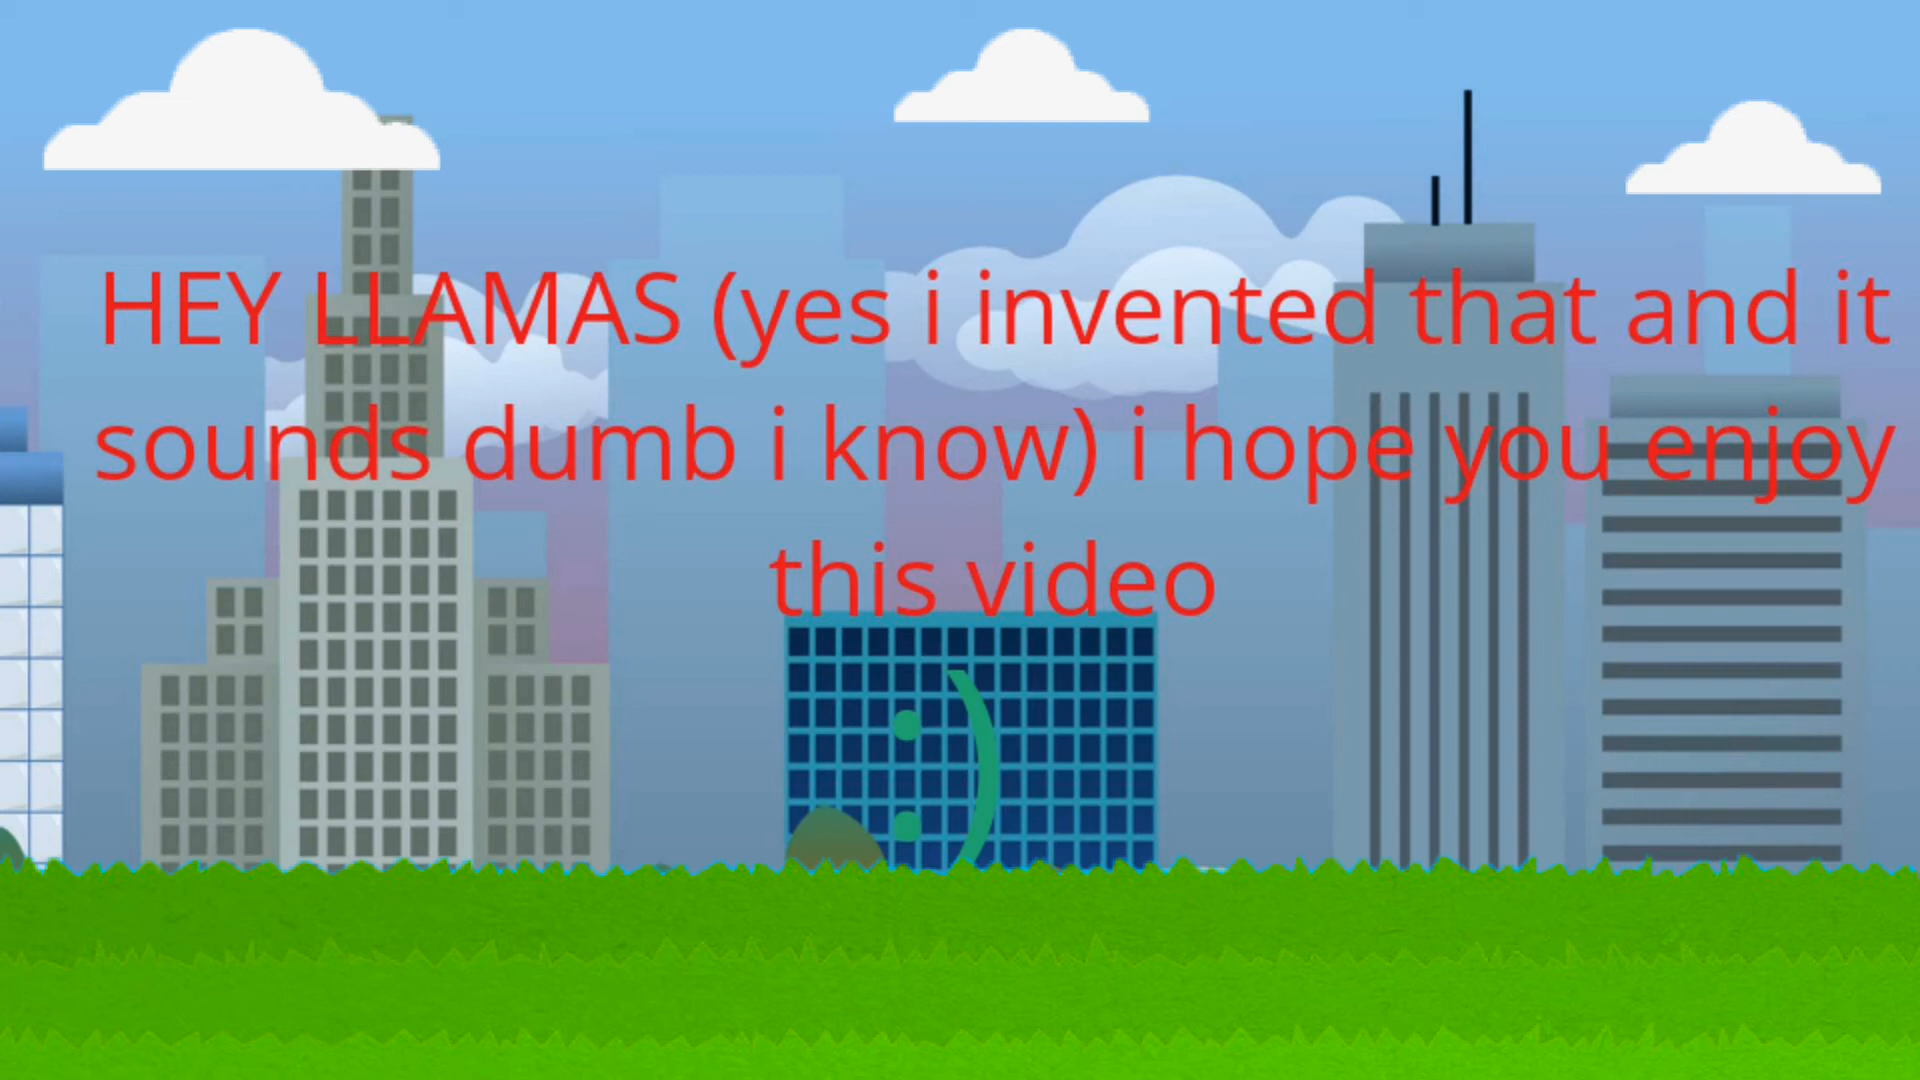 HEY LLAMAS (yes i invented that and it
sounds dumb i know) i hope you enjoy
this video
:)